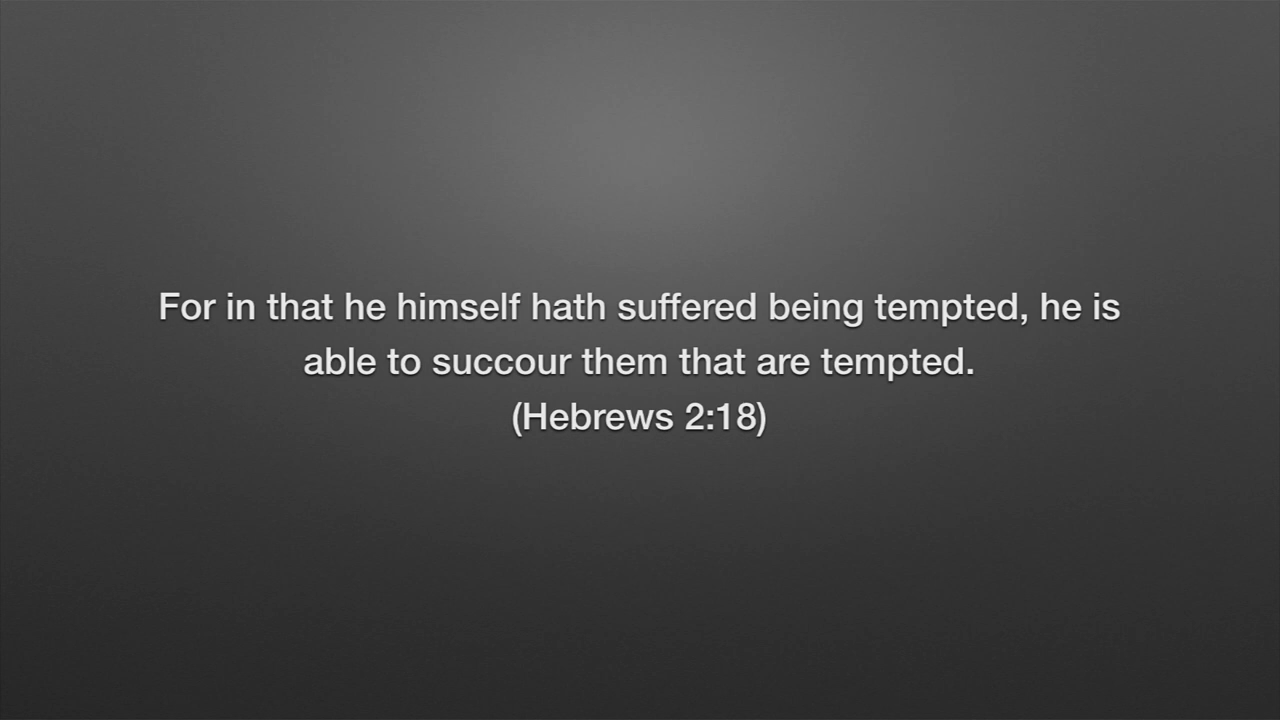 For in that he himself hath suffered being tempted, he is
able to succour them that are tempted.
(Hebrews 2:18)